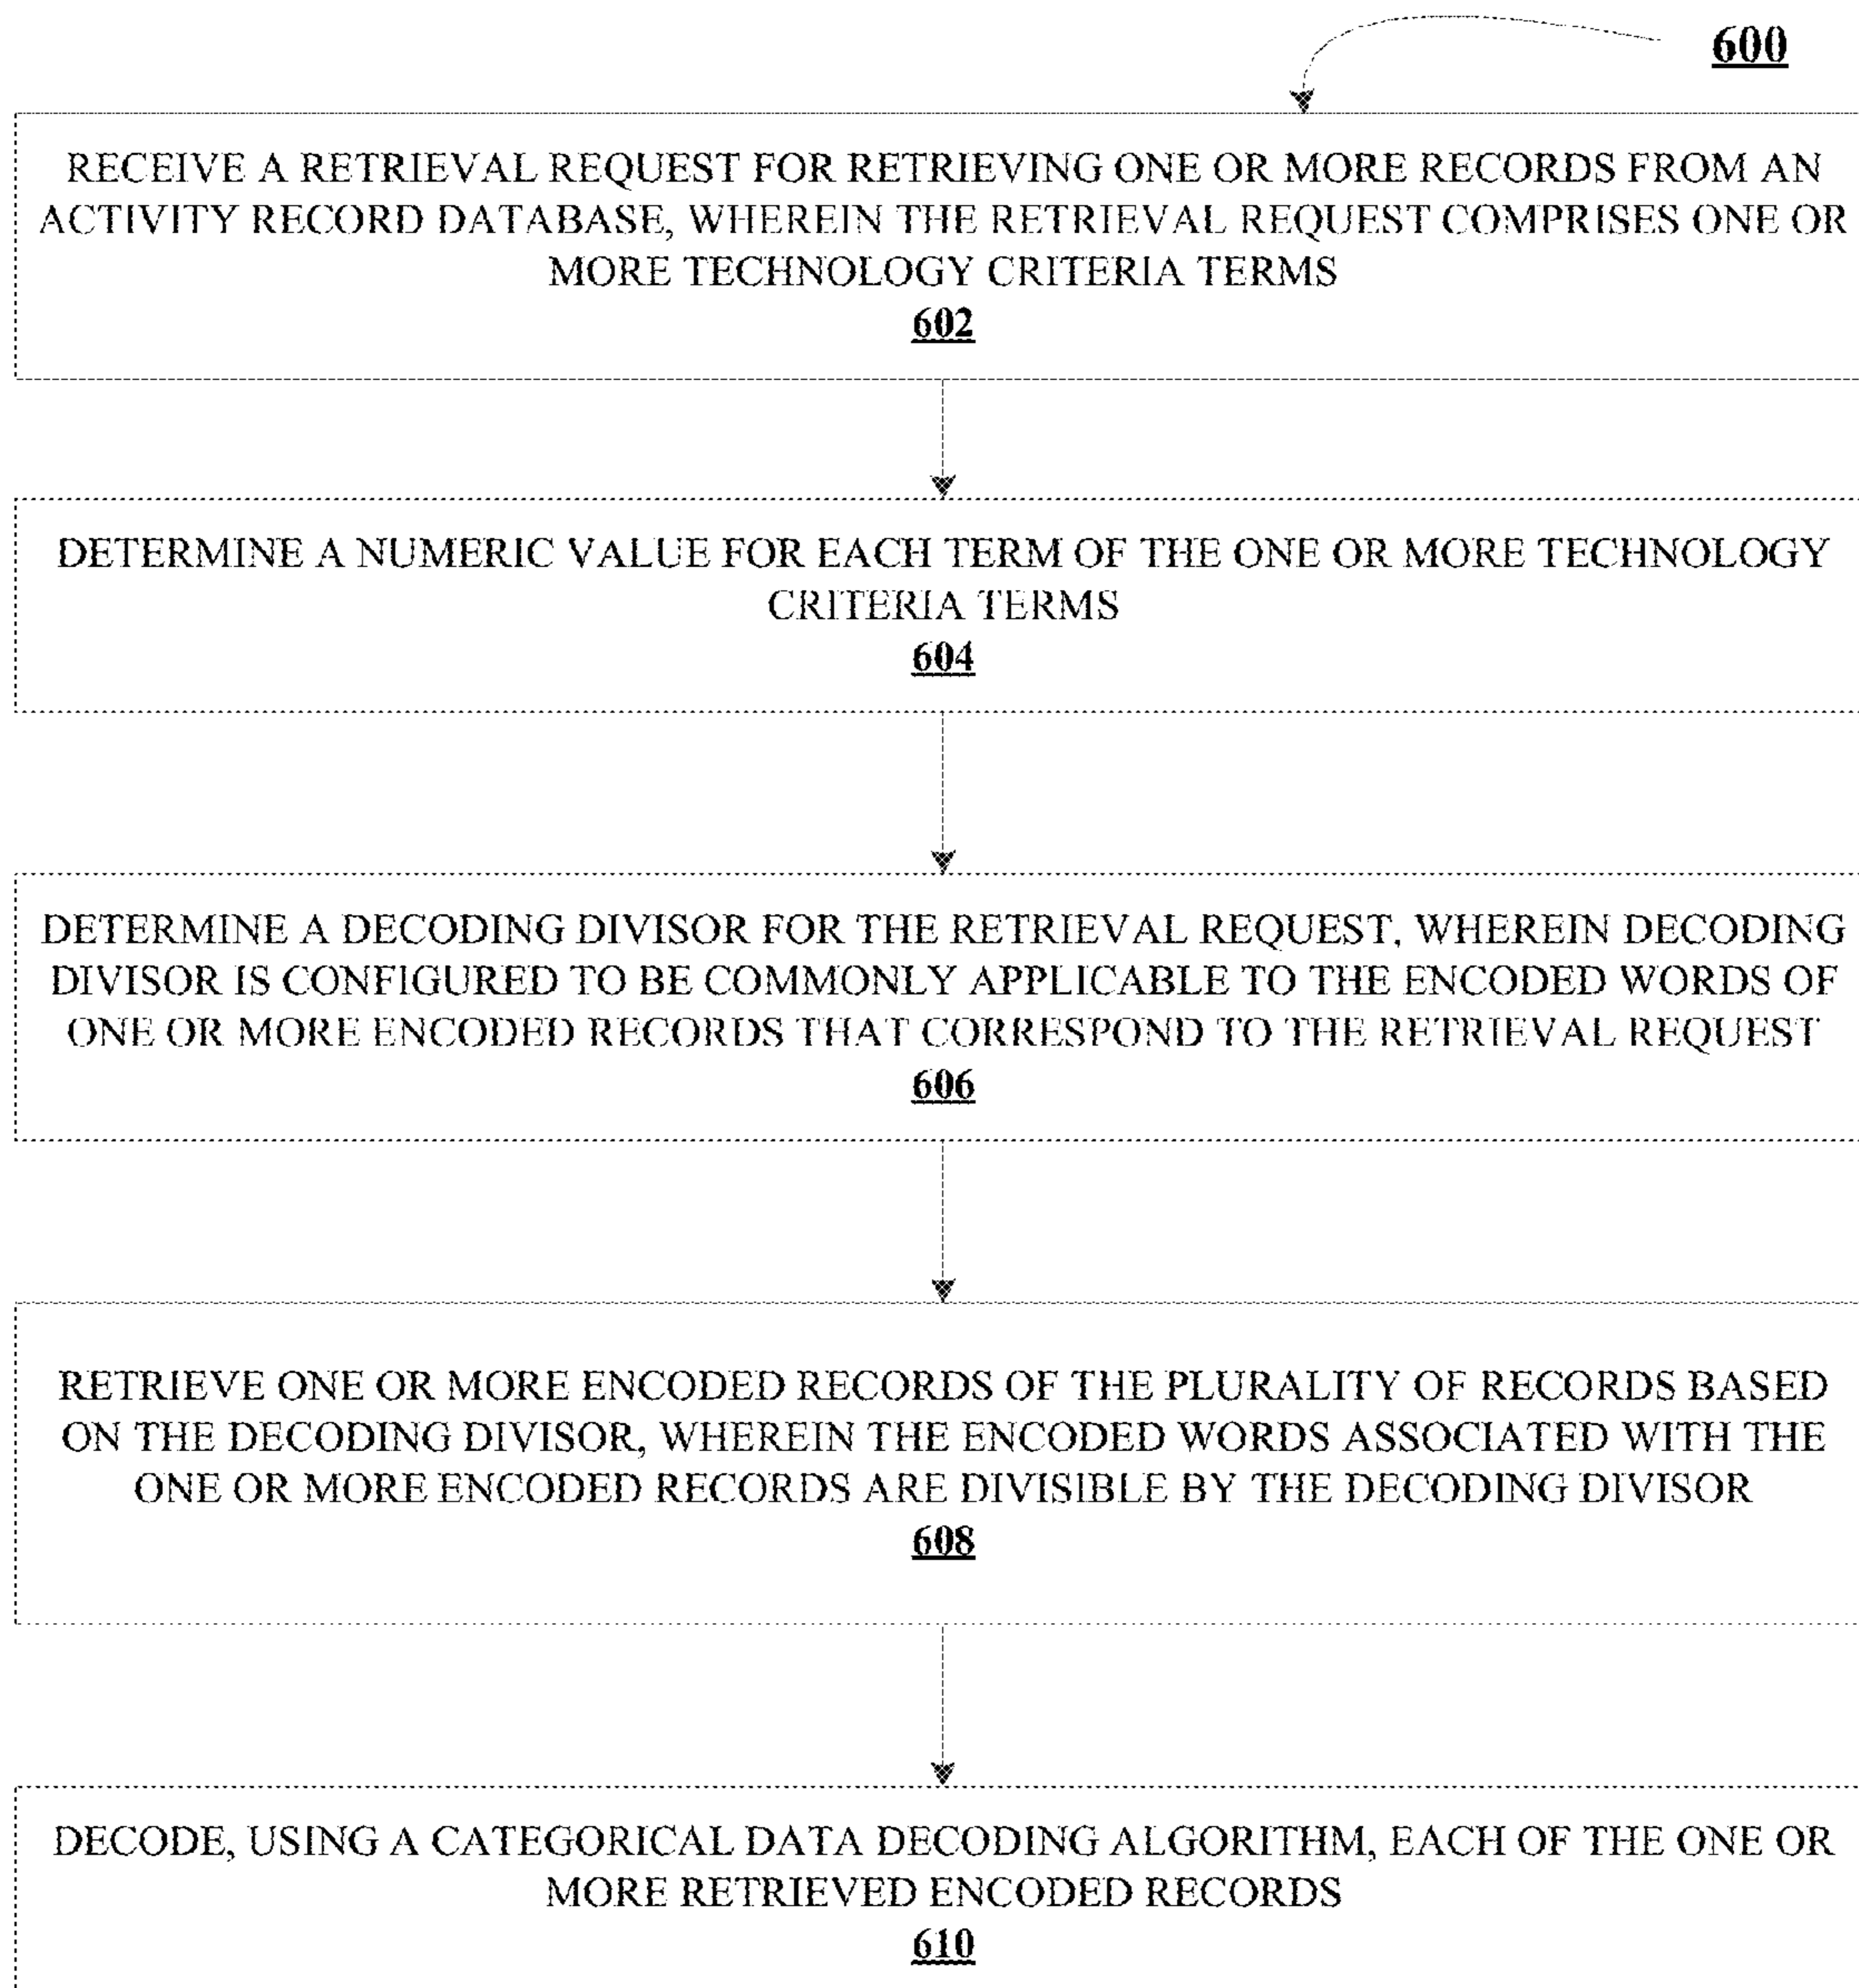 600
RECEIVE A RETRIEVAL REQUEST FOR RETRIEVING ONE OR MORE RECORDS FROM AN
ACTIVITY RECORD DATABASE, WHEREIN THE RETRIEVAL REQUEST COMPRISES ONE OR
MORE TECHNOLOGY CRITERIA TERMS
602
DETERMINE A NUMERIC VALUE FOR EACH TERM OF THE ONE OR MORE TECHNOLOGY
CRITERIA TERMS
604
DETERMINE A DECODING DIVISOR FOR THE RETRIEVAL REQUEST, WHEREIN DECODING
DIVISOR IS CONFIGURED TO BE COMMONLY APPLICABLE TO THE ENCODED WORDS OF
ONE OR MORE ENCODED RECORDS THAT CORRESPOND TO THE RETRIEVAL REQUEST
606
RETRIEVE ONE OR MORE ENCODED RECORDS OF THE PLURALITY OF RECORDS BASED
ON THE DECODING DIVISOR, WHEREIN THE ENCODED WORDS ASSOCIATED WITH THE
ONE OR MORE ENCODED RECORDS ARE DIVISIBLE BY THE DECODING DIVISOR
608
DECODE, USING A CATEGORICAL DATA DECODING ALGORITHM, EACH OF THE ONE OR
MORE RETRIEVED ENCODED RECORDS
610